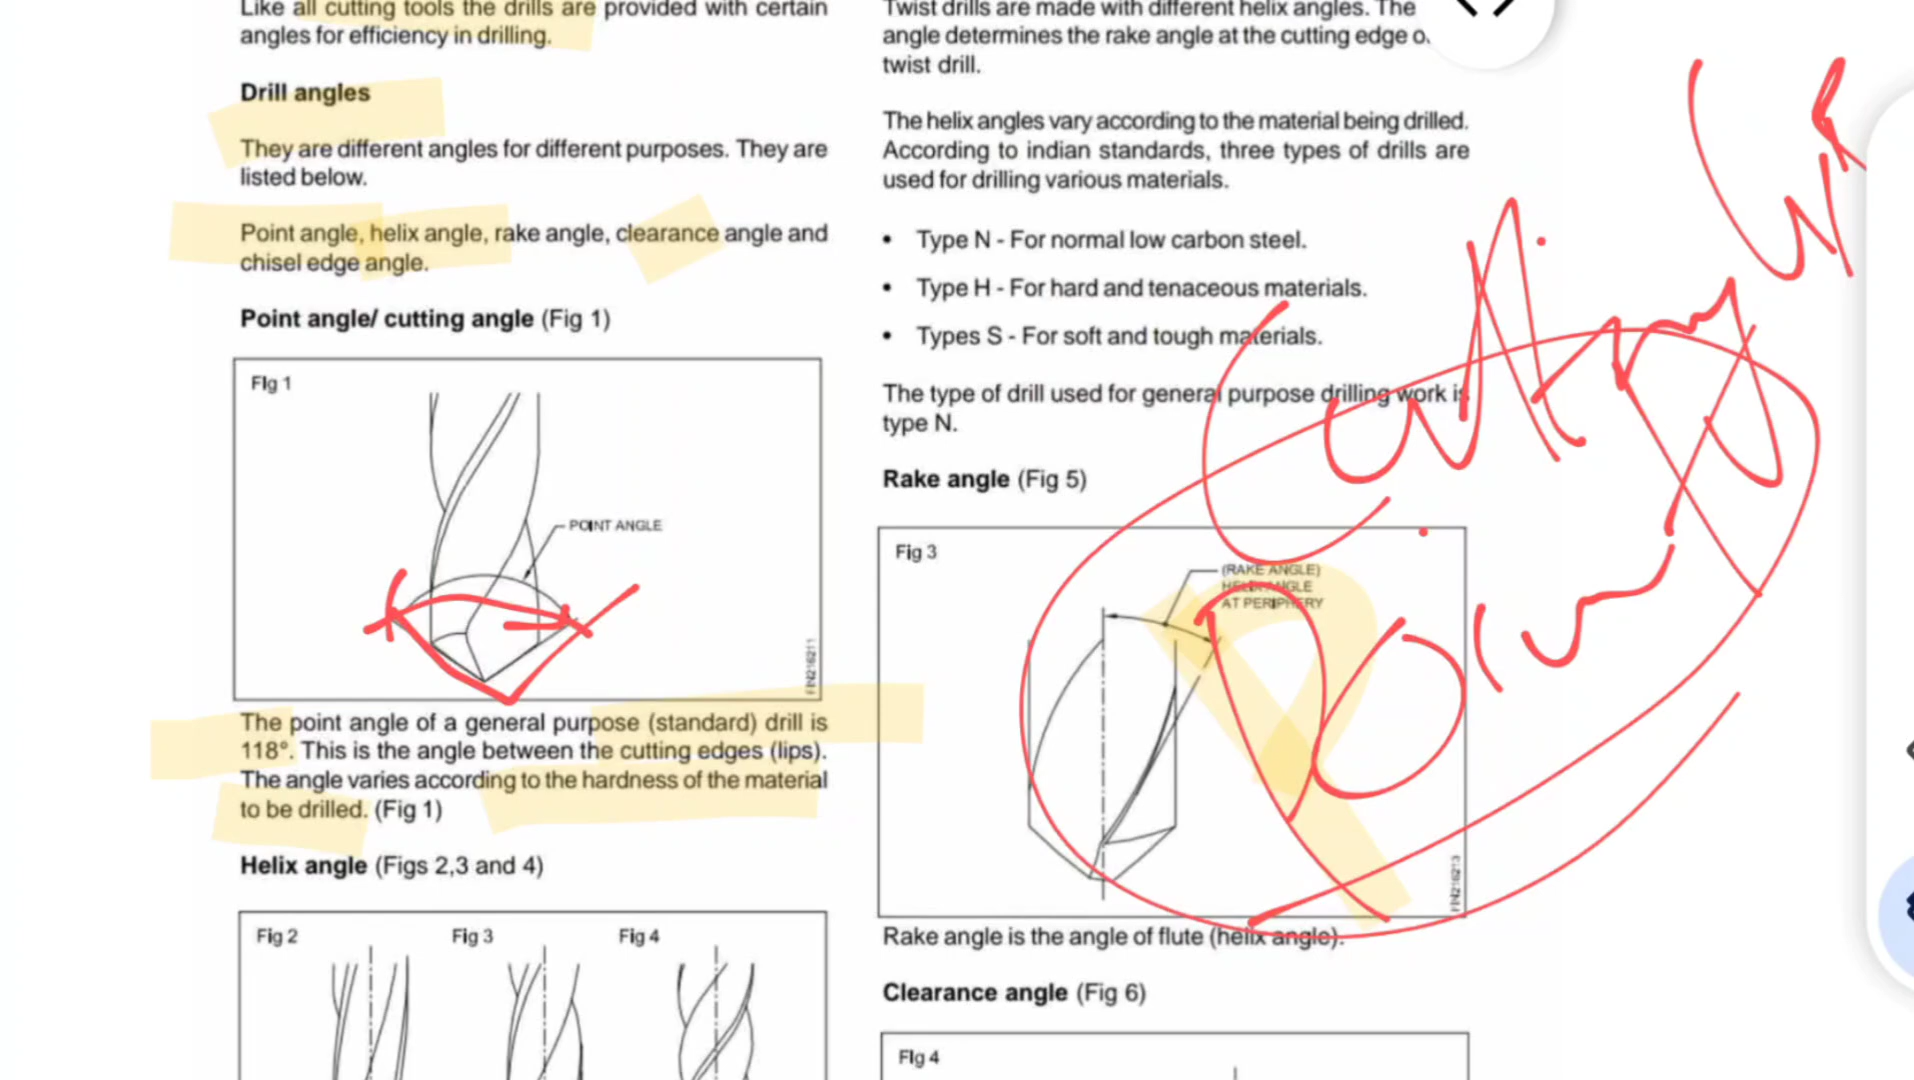 Like all cutting tools the drills are provided with certain
angles for efficiency in drilling.
Drill angles
They are different angles for different purposes. They are
listed below.
Point angle, helix angle, rake angle, clearance angle and
chisel edge angle.
Point angle/ cutting angle (Fig 1)
Fig 1
POINT ANGLE
FIN216211
The point angle of a general purpose (standard) drill is
118°. This is the angle between the cutting edges (lips).
The angle varies according to the hardness of the material
to be drilled. (Fig 1)
Helix angle (Figs 2,3 and 4)
Fig 2
Fig 3
Fig 4
Twist drills are made with different helix angles. The
angle determines the rake angle at the cutting edge
twist drill.
The helix angles vary according to the material being drilled.
According to indian standards, three types of drills are
used for drilling various materials.
• Type N - For normal low carbon steel.
• Type H - For hard and tenaceous materials.
• Types S - For soft and tough materials.
The type of drill used for general purpose drilling work is
type N.
Rake angle (Fig 5)
Fig 3
(RAKE ANGLE)
HELIX ANGLE
AT PERIPHERY
FIN216213
Rake angle is the angle of flute (helix angle).
Clearance angle (Fig 6)
Fig 4
Cutting
Point